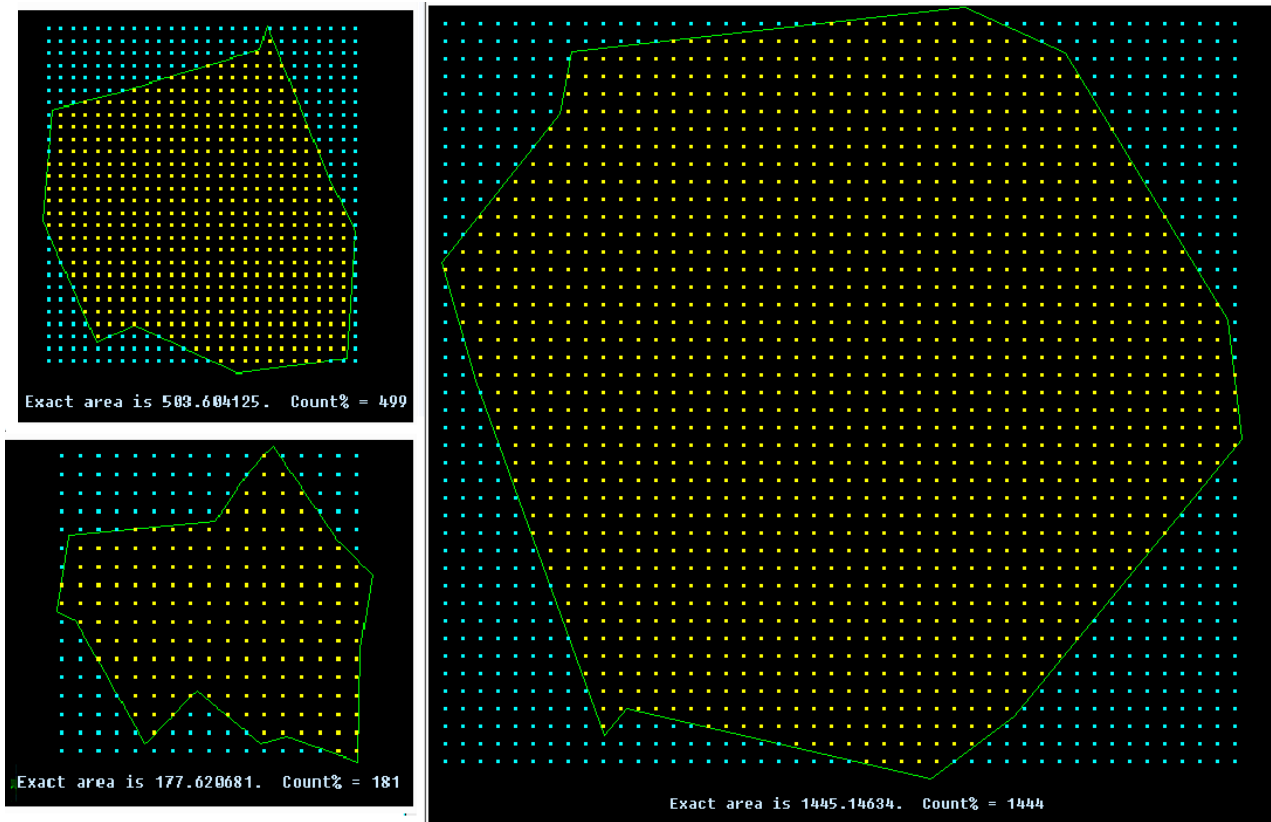 Exact area is 503.604125.  Count% = 499
Exact area is 177.620681.  Count% = 181
Exact area is 1445.14634.  Count% = 1444